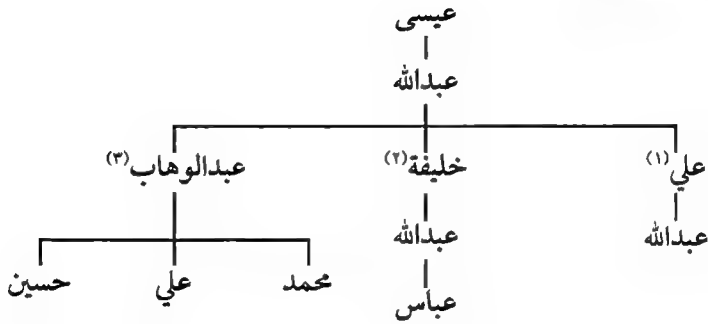 عيسى
عبدالله
علي(١) خليفة(٢) عبدالوهاب(٣)
عبدالله عبدالله
محمد علي حسين
عباس